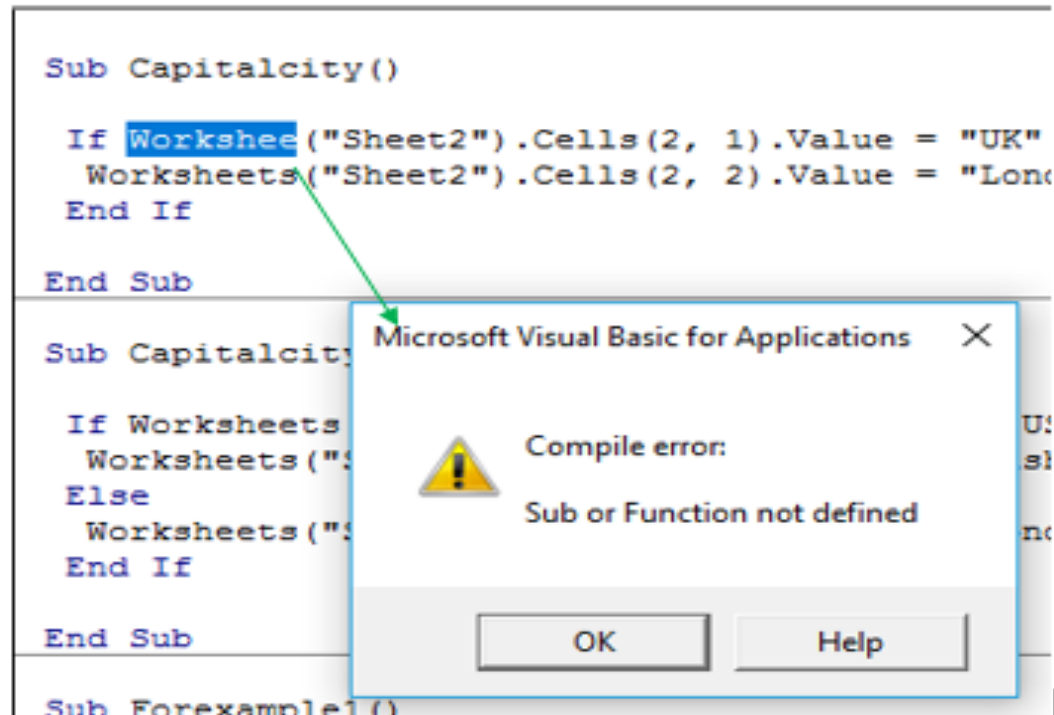 Sub Capitalcity()
If Workshee("Sheet2").Cells(2, 1).Value = "UK"
Worksheets("Sheet2").Cells(2, 2).Value = "Lon
End If
End Sub
Sub Capitalcity
If Worksheets
Worksheets("
Else
Worksheets("
End If
End Sub
Sub Forexample1()
Microsoft Visual Basic for Applications
Compile error:
Sub or Function not defined
OK Help